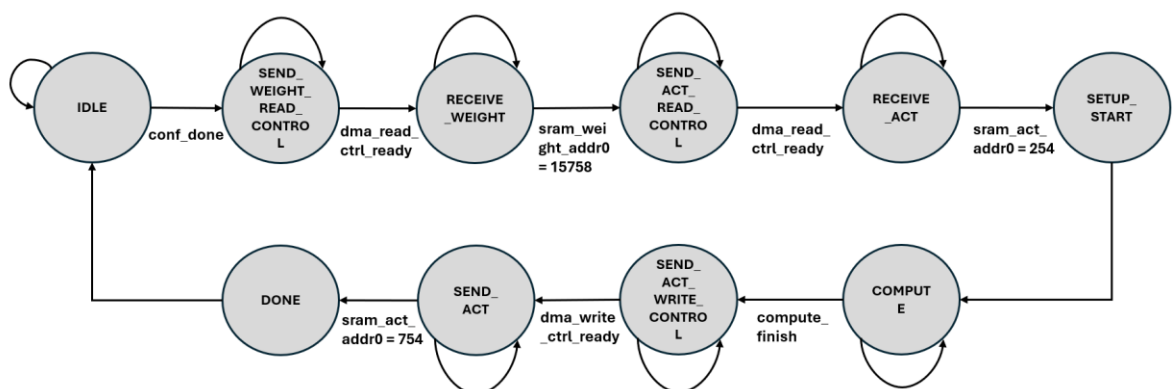 IDLE
conf_done
SEND_
WEIGHT_
READ_
CONTRO
L
dma_read_
ctrl_ready
RECEIVE
_WEIGHT
sram_wei
ght_addr0
= 15758
SEND_
ACT_
READ_
CONTRO
L
dma_read_
ctrl_ready
RECEIVE
_ACT
sram_act_
addr0 = 254
SETUP_
START
COMPUT
E
compute_
finish
SEND_
ACT_
WRITE_
CONTRO
L
dma_write
_ctrl_ready
SEND_
ACT
sram_act_
addr0 = 754
DONE